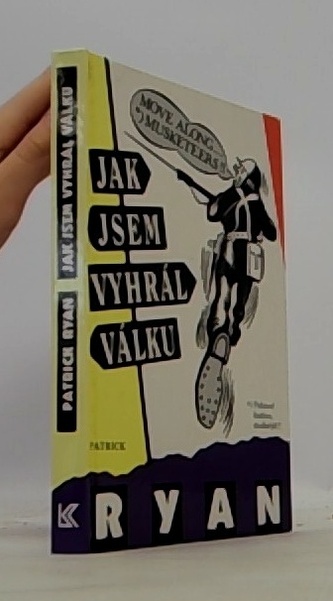 PATRICK RYAN JAK JSEM VYHRÁL VÁLKU
MOVE ALONG...
*) MUSKETEERS!
JAK
JSEM
VYHRÁL
VÁLKU
PATRICK
RYAN